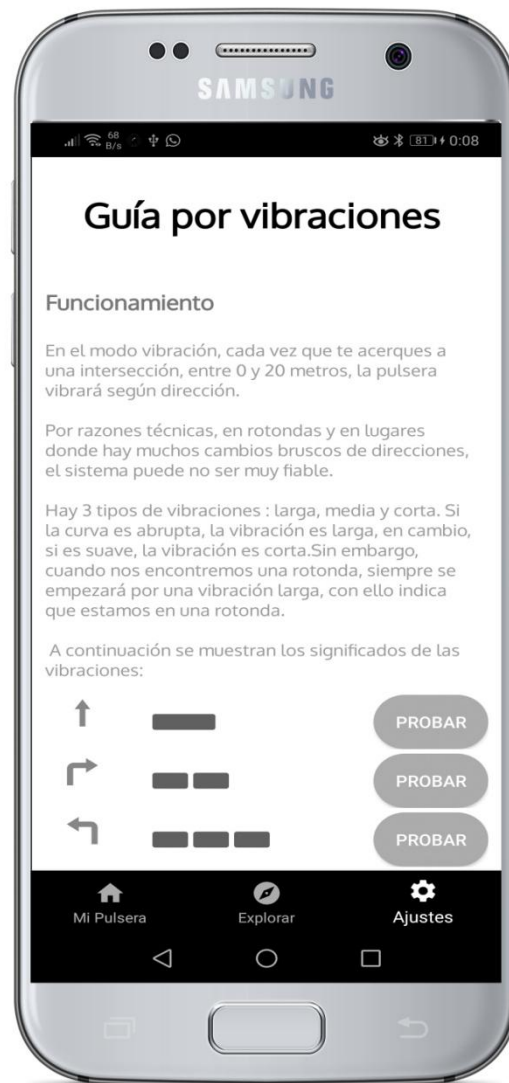 SAMSUNG
68
B/s
81 0:08
Guía por vibraciones
Funcionamiento
En el modo vibración, cada vez que te acerques a
una intersección, entre 0 y 20 metros, la pulsera
vibrará según dirección.
Por razones técnicas, en rotondas y en lugares
donde hay muchos cambios bruscos de direcciones,
el sistema puede no ser muy fiable.
Hay 3 tipos de vibraciones : larga, media y corta. Si
la curva es abrupta, la vibración es larga, en cambio,
si es suave, la vibración es corta.Sin embargo,
cuando nos encontremos una rotonda, siempre se
empezará por una vibración larga, con ello indica
que estamos en una rotonda.
A continuación se muestran los significados de las
vibraciones:
PROBAR
PROBAR
PROBAR
Mi Pulsera Explorar Ajustes